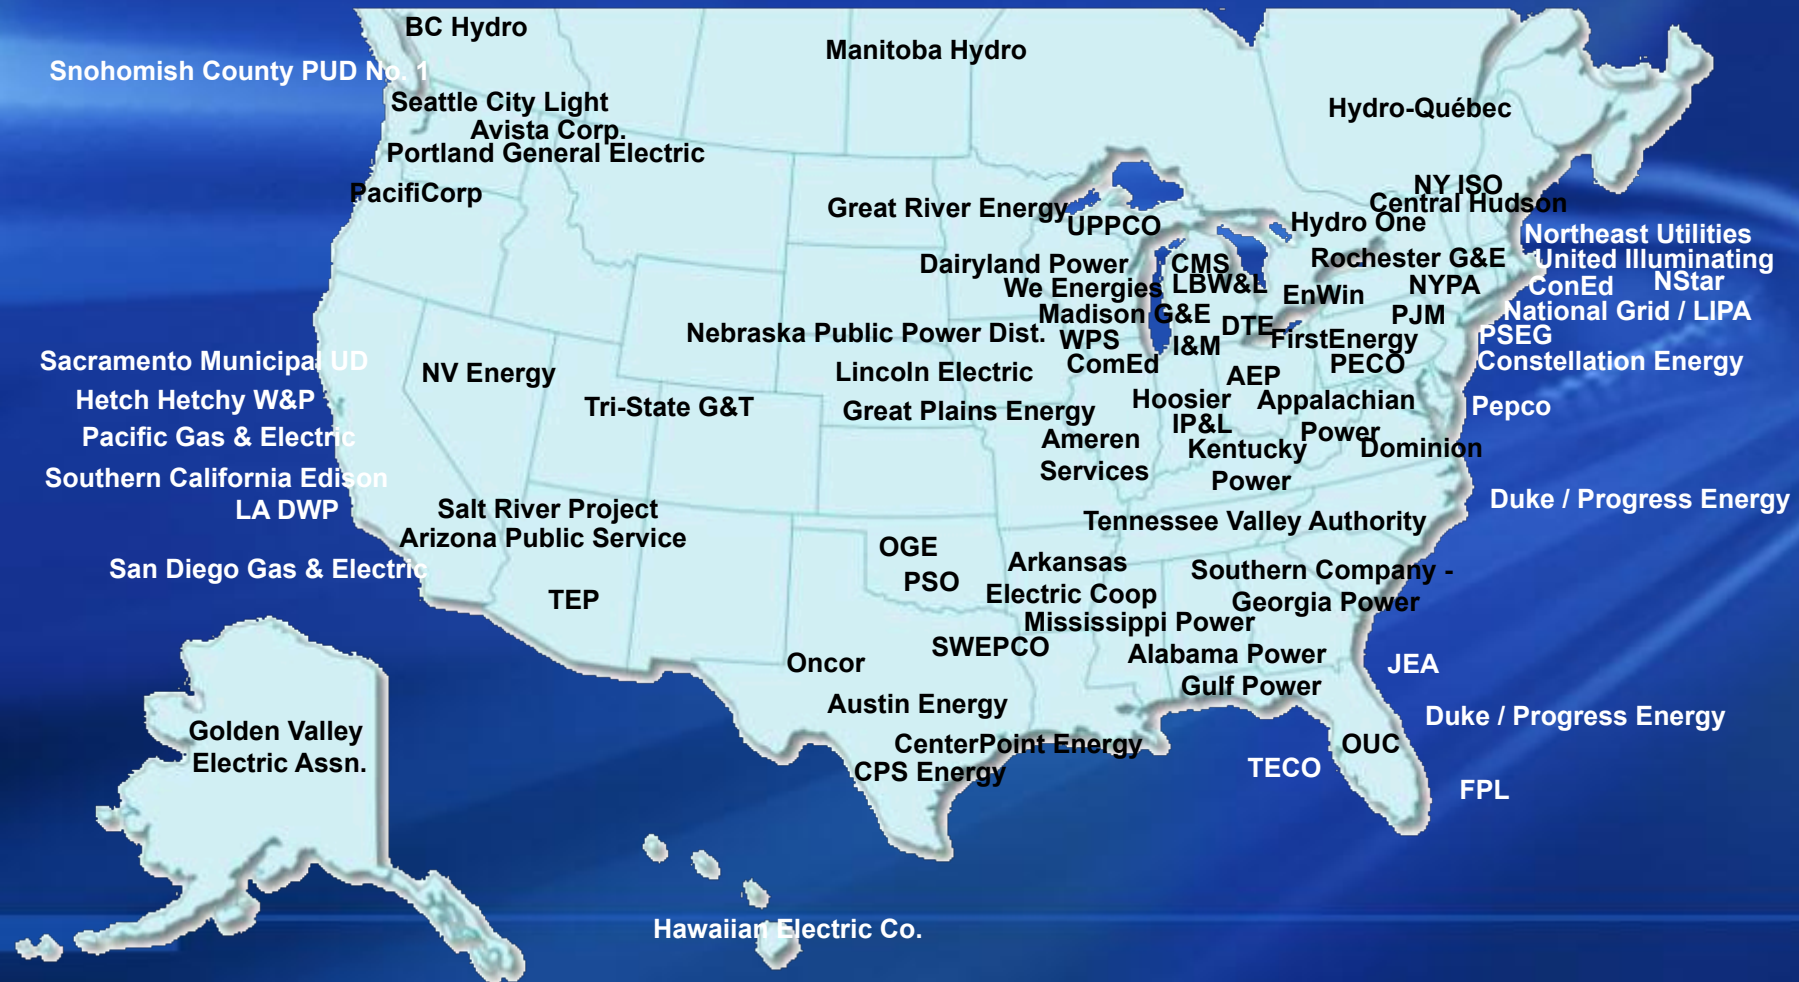 BC Hydro
Manitoba Hydro
Snohomish County PUD No. 1
Seattle City Light
Hydro-Québec
Avista Corp.
Portland General Electric
PacifiCorp
NY ISO
Central Hudson
Great River Energy
UPPCO
Hydro One
Northeast Utilities
Dairyland Power
CMS
Rochester G&E
United Illuminating
We Energies
LBW&L
EnWin
NYPA
ConEd
NStar
Madison G&E
PJM
National Grid / LIPA
Nebraska Public Power Dist.
WPS
DTE
I&M
FirstEnergy
PSEG
Sacramento Municipal UD
NV Energy
Lincoln Electric
ComEd
AEP
PECO
Constellation Energy
Hetch Hetchy W&P
Tri-State G&T
Great Plains Energy
Hoosier
Appalachian
Power
Pepco
Pacific Gas & Electric
IP&L
Ameren
Services
Kentucky
Power
Dominion
Southern California Edison
LA DWP
Salt River Project
Arizona Public Service
Duke / Progress Energy
Tennessee Valley Authority
San Diego Gas & Electric
OGE
PSO
Arkansas
Electric Coop
Southern Company -
Georgia Power
TEP
Mississippi Power
SWEPCO
Oncor
Alabama Power
JEA
Gulf Power
Austin Energy
Duke / Progress Energy
Golden Valley
Electric Assn.
CenterPoint Energy
OUC
CPS Energy
TECO
FPL
Hawaiian Electric Co.